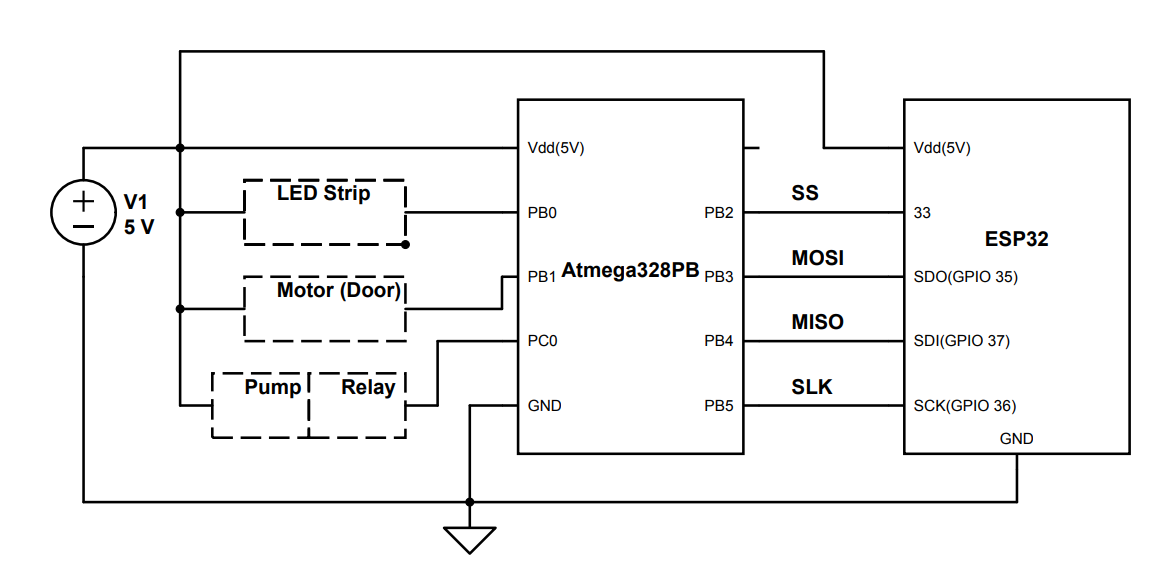 V1
5 V
LED Strip
Motor (Door)
Pump
Relay
Vdd(5V)
PB0
PB1
PC0
GND
Atmega328PB
PB2
PB3
PB4
PB5
SS
MOSI
MISO
SLK
Vdd(5V)
33
SDO(GPIO 35)
SDI(GPIO 37)
SCK(GPIO 36)
GND
ESP32